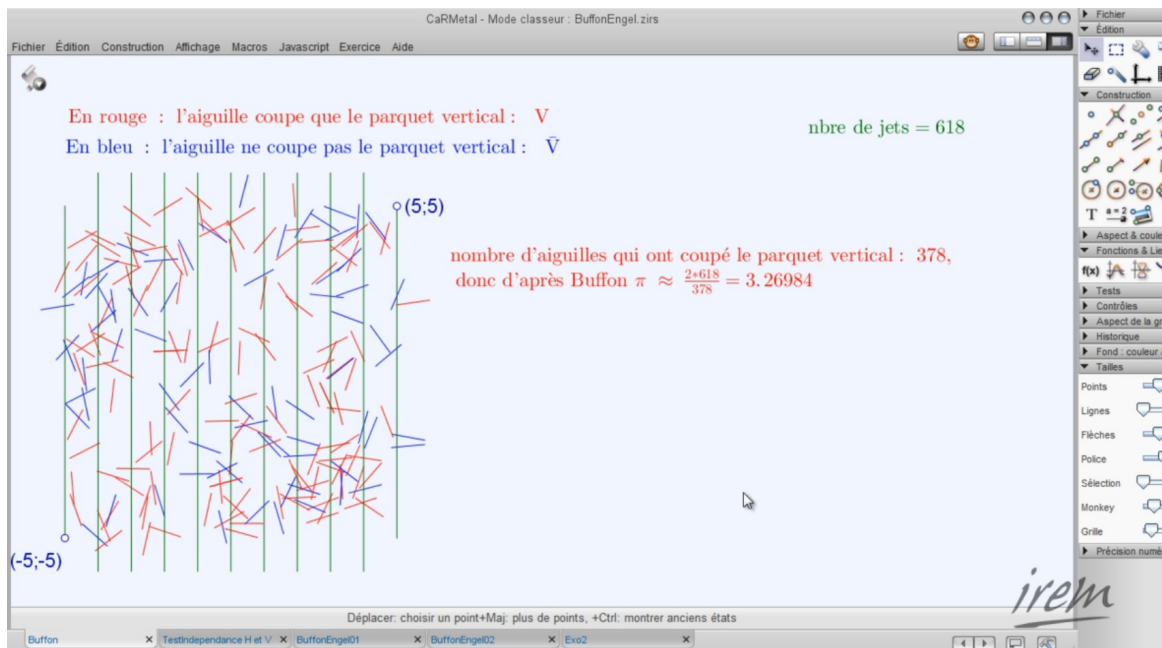 CaRMetal - Mode classeur : BuffonEngel.zirs
Fichier Édition Construction Affichage Macros Javascript Exercice Aide
En rouge : l'aiguille coupe que le parquet vertical : V
En bleu : l'aiguille ne coupe pas le parquet vertical : V̄
nbre de jets = 618
(5;5)
nombre d'aiguilles qui ont coupé le parquet vertical : 378,
donc d'après Buffon π ≈ 2*618/378 = 3.26984
(-5;-5)
Déplacer: choisir un point+Maj: plus de points, +Ctrl: montrer anciens états
Buffon TestIndependance H et V BuffonEngel01 BuffonEngel02 Exo2
Fichier
Édition
Construction
T a=2
Aspect &
Fonctions &
f(x)
Tests
Contrôles
Aspect de la
Historique
Fond : couleur
Tailles
Points
Lignes
Flèches
Police
Sélection
Monkey
Grille
Précision
irem